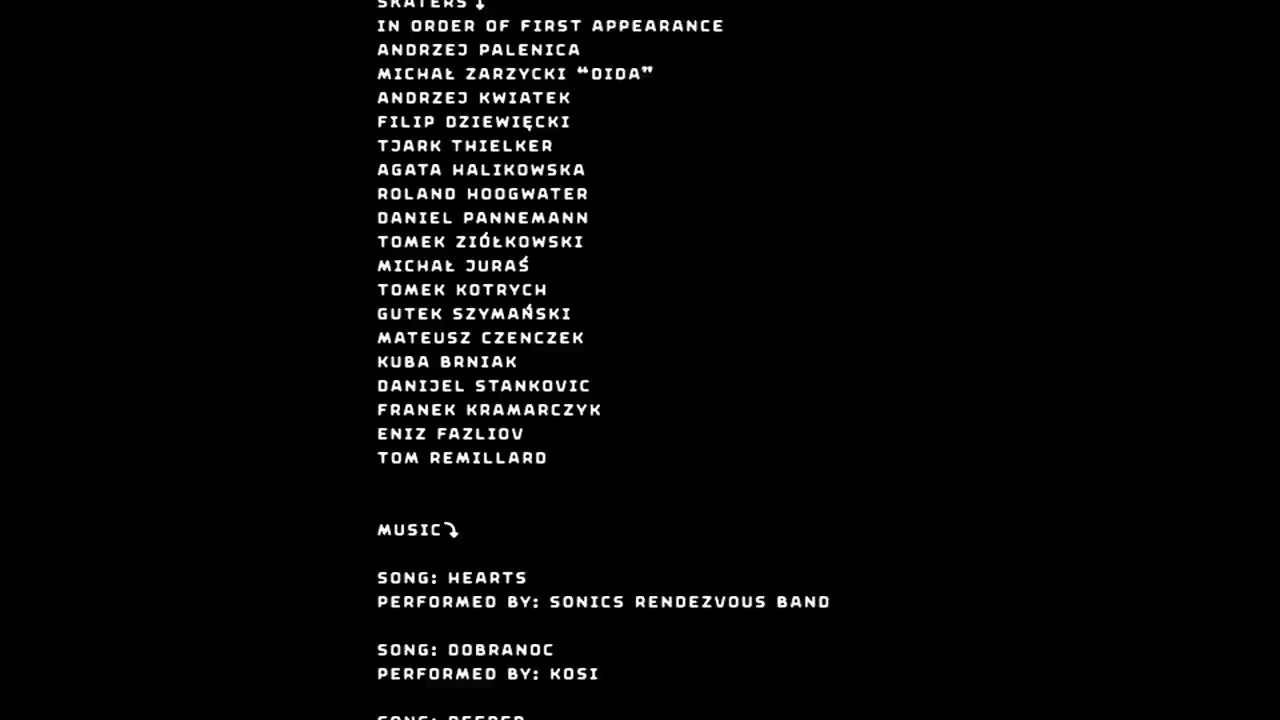 SKATERS⤵
IN ORDER OF FIRST APPEARANCE
ANDRZEJ PALENICA
MICHAŁ ZARZYCKI “DIDA”
ANDRZEJ KWIATEK
FILIP DZIEWIĘCKI
TJARK THIELKER
AGATA HALIKOWSKA
ROLAND HOOGWATER
DANIEL PANNEMANN
TOMEK ZIÓŁKOWSKI
MICHAŁ JURAŚ
TOMEK KOTRYCH
GUTEK SZYMAŃSKI
MATEUSZ CZENCZEK
KUBA BRNIAK
DANIJEL STANKOVIC
FRANEK KRAMARCZYK
ENIZ FAZLIOV
TOM REMILLARD
MUSIC⤵
SONG: HEARTS
PERFORMED BY: SONICS RENDEZVOUS BAND
SONG: DOBRANOC
PERFORMED BY: KOSI
SONG: